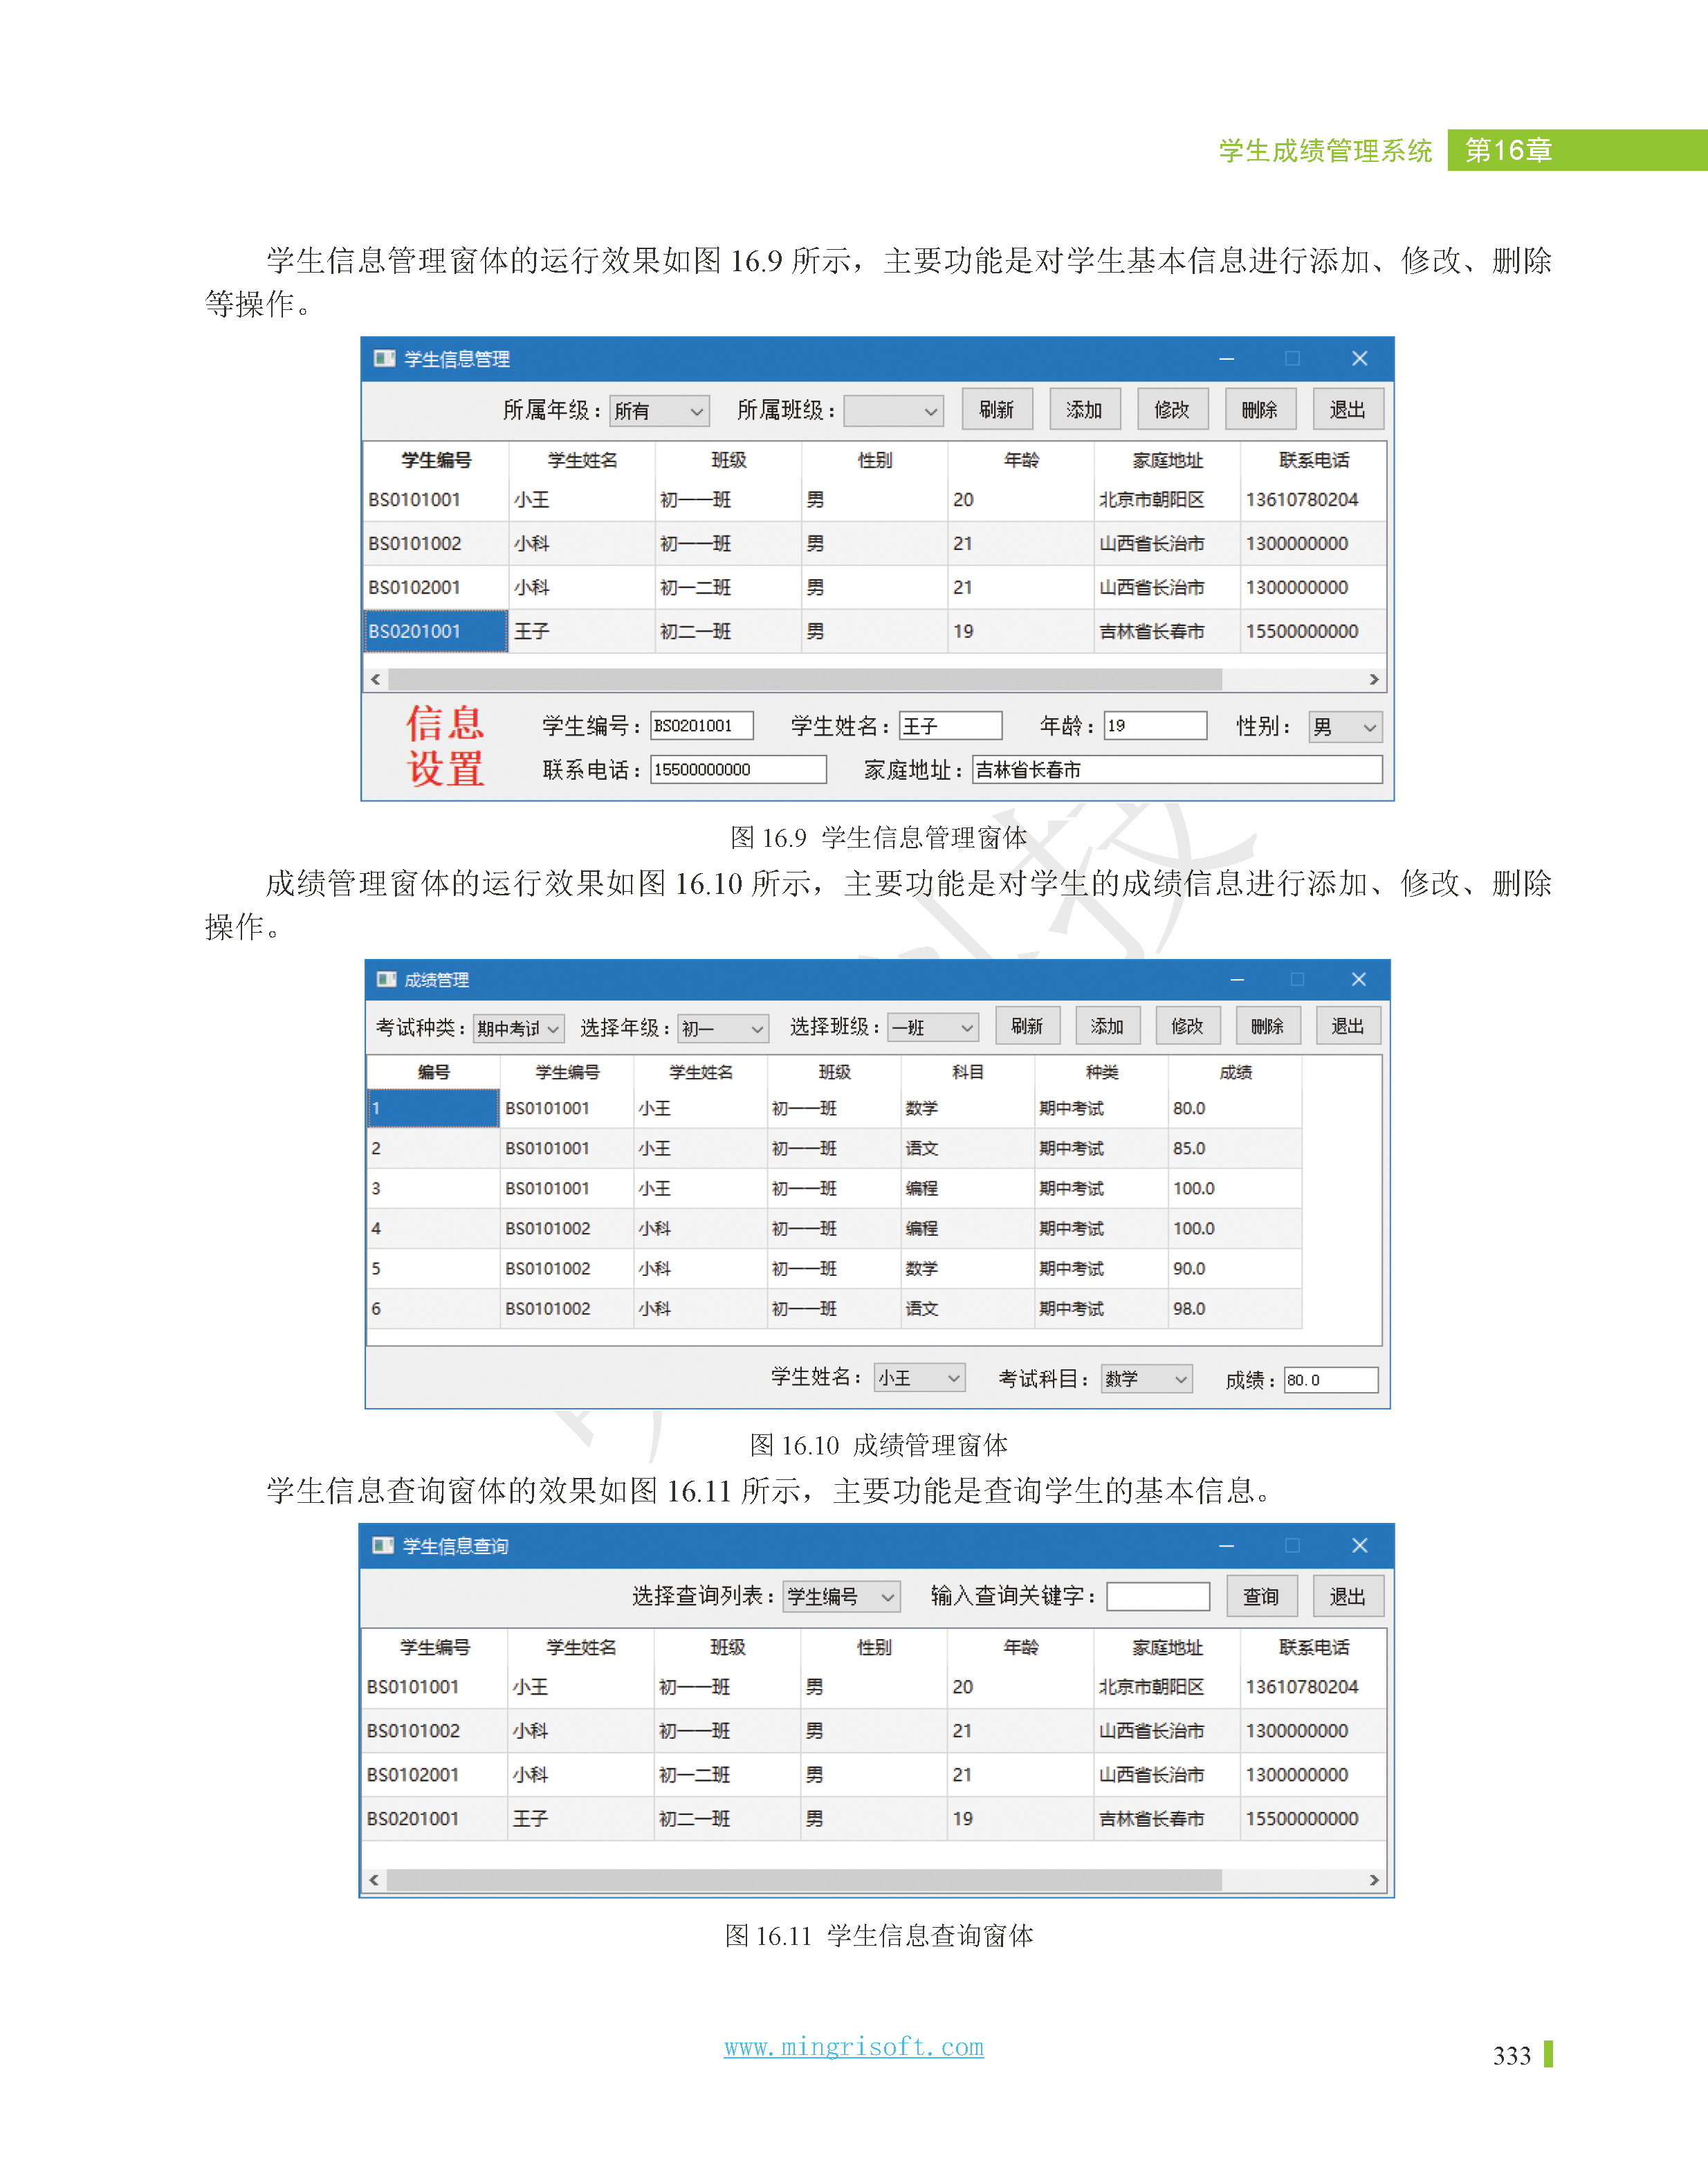 学生成绩管理系统 第16章
学生信息管理窗体的运行效果如图 16.9 所示，主要功能是对学生基本信息进行添加、修改、删除
等操作。
学生信息管理
所属年级： 所有 所属班级： 刷新 添加 修改 删除 退出
学生编号 学生姓名 班级 性别 年龄 家庭地址 联系电话
BS0101001 小王 初一一班 男 20 北京市朝阳区 13610780204
BS0101002 小科 初一一班 男 21 山西省长治市 1300000000
BS0102001 小科 初一二班 男 21 山西省长治市 1300000000
BS0201001 王子 初二一班 男 19 吉林省长春市 15500000000
信息
设置
学生编号： BS0201001 学生姓名： 王子 年龄： 19 性别： 男
联系电话： 15500000000 家庭地址： 吉林省长春市
图 16.9 学生信息管理窗体
成绩管理窗体的运行效果如图 16.10 所示，主要功能是对学生的成绩信息进行添加、修改、删除
操作。
成绩管理
考试种类： 期中考试 选择年级： 初一 选择班级： 一班 刷新 添加 修改 删除 退出
编号 学生编号 学生姓名 班级 科目 种类 成绩
1 BS0101001 小王 初一一班 数学 期中考试 80.0
2 BS0101001 小王 初一一班 语文 期中考试 85.0
3 BS0101001 小王 初一一班 编程 期中考试 100.0
4 BS0101002 小科 初一一班 编程 期中考试 100.0
5 BS0101002 小科 初一一班 数学 期中考试 90.0
6 BS0101002 小科 初一一班 语文 期中考试 98.0
学生姓名： 小王 考试科目： 数学 成绩： 80.0
图 16.10 成绩管理窗体
学生信息查询窗体的效果如图 16.11 所示，主要功能是查询学生的基本信息。
学生信息查询
选择查询列表： 学生编号 输入查询关键字： 查询 退出
学生编号 学生姓名 班级 性别 年龄 家庭地址 联系电话
BS0101001 小王 初一一班 男 20 北京市朝阳区 13610780204
BS0101002 小科 初一一班 男 21 山西省长治市 1300000000
BS0102001 小科 初一二班 男 21 山西省长治市 1300000000
BS0201001 王子 初二一班 男 19 吉林省长春市 15500000000
图 16.11 学生信息查询窗体
www.mingrisoft.com
333